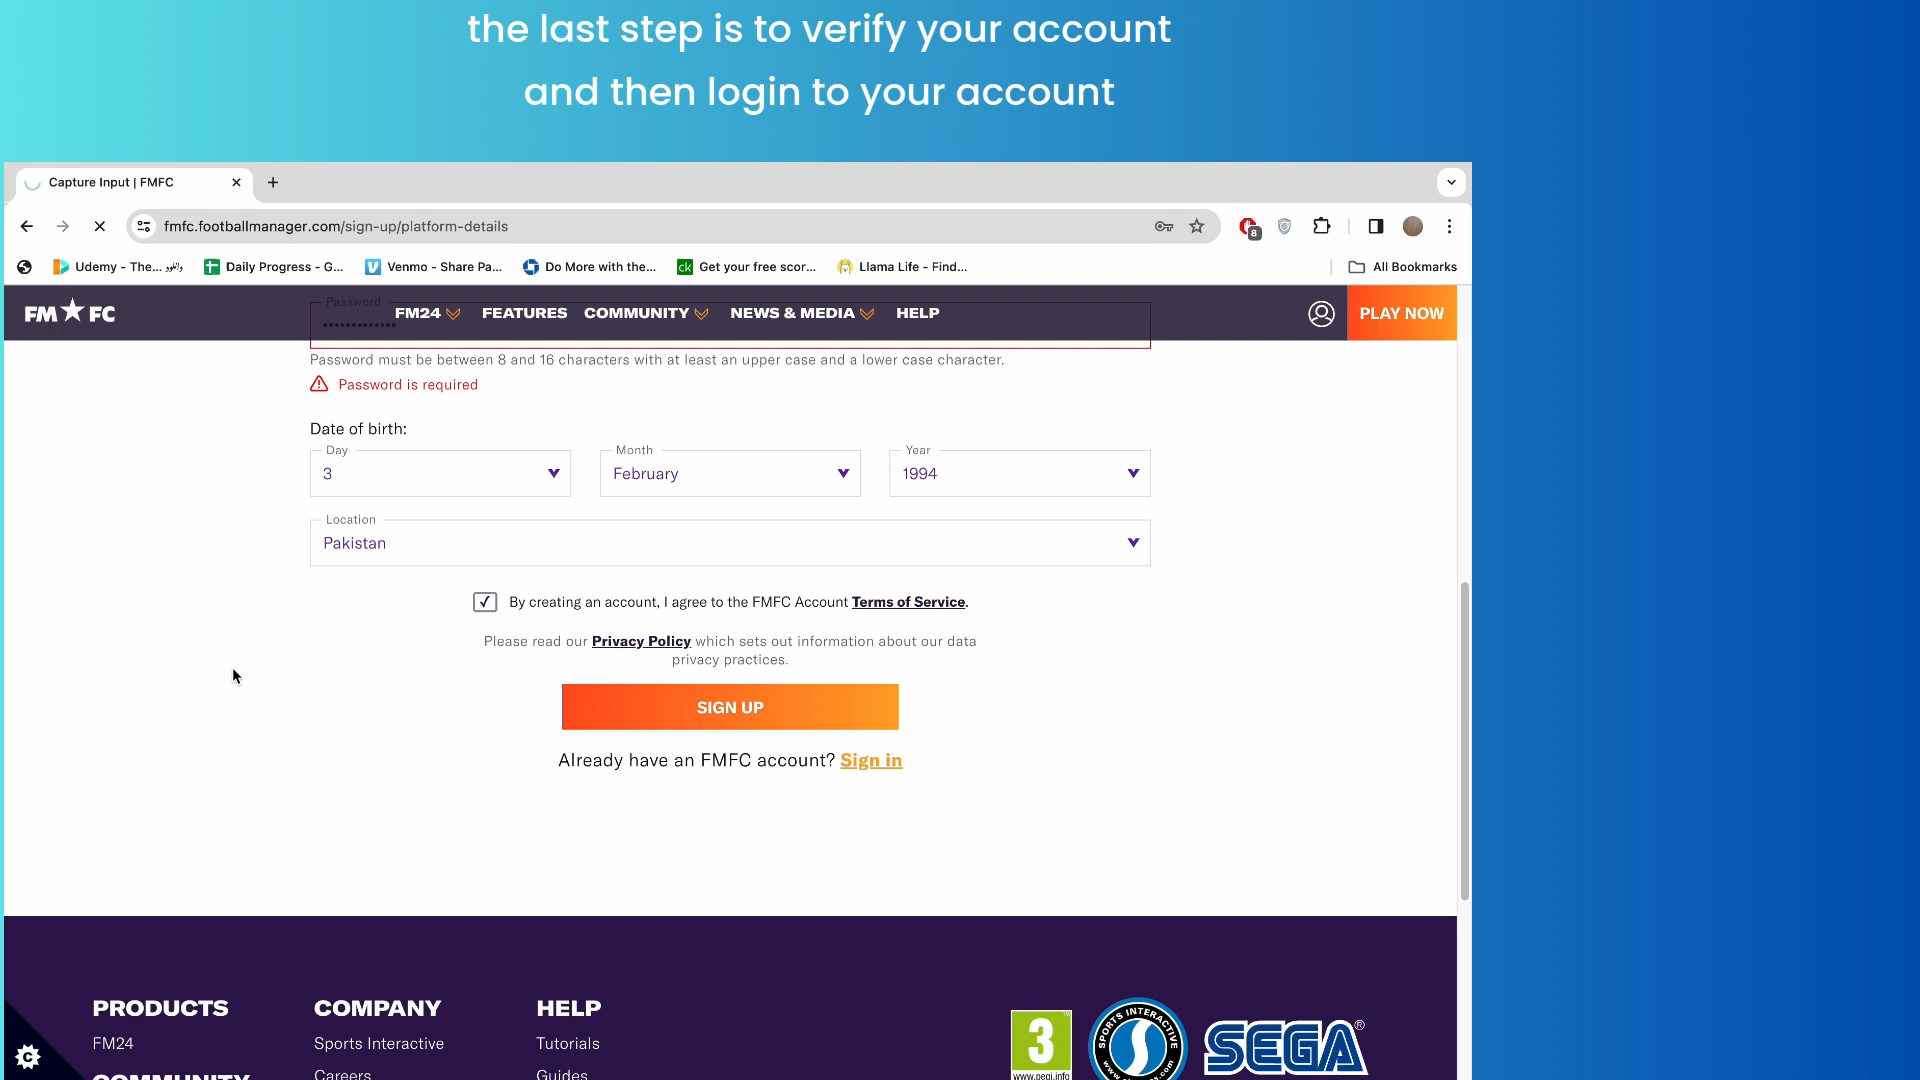 the last step is to verify your account
and then login to your account
Capture Input | FMFC
fmfc.footballmanager.com/sign-up/platform-details
8
Udemy - The... Daily Progress - G... Venmo - Share Pa... Do More with the... ck Get your free scor... Llama Life - Find... All Bookmarks
FM FC
FM24 FEATURES COMMUNITY NEWS & MEDIA HELP
PLAY NOW
Password
Password must be between 8 and 16 characters with at least an upper case and a lower case character.
Password is required
Date of birth:
Day Month Year
3 February 1994
Location
Pakistan
By creating an account, I agree to the FMFC Account Terms of Service.
Please read our Privacy Policy which sets out information about our data
privacy practices.
SIGN UP
Already have an FMFC account? Sign in
PRODUCTS COMPANY HELP
FM24 Sports Interactive Tutorials
COMMUNITY Careers Guides
3
www.pegi.info
SPORTS INTERACTIVE
SEGA®